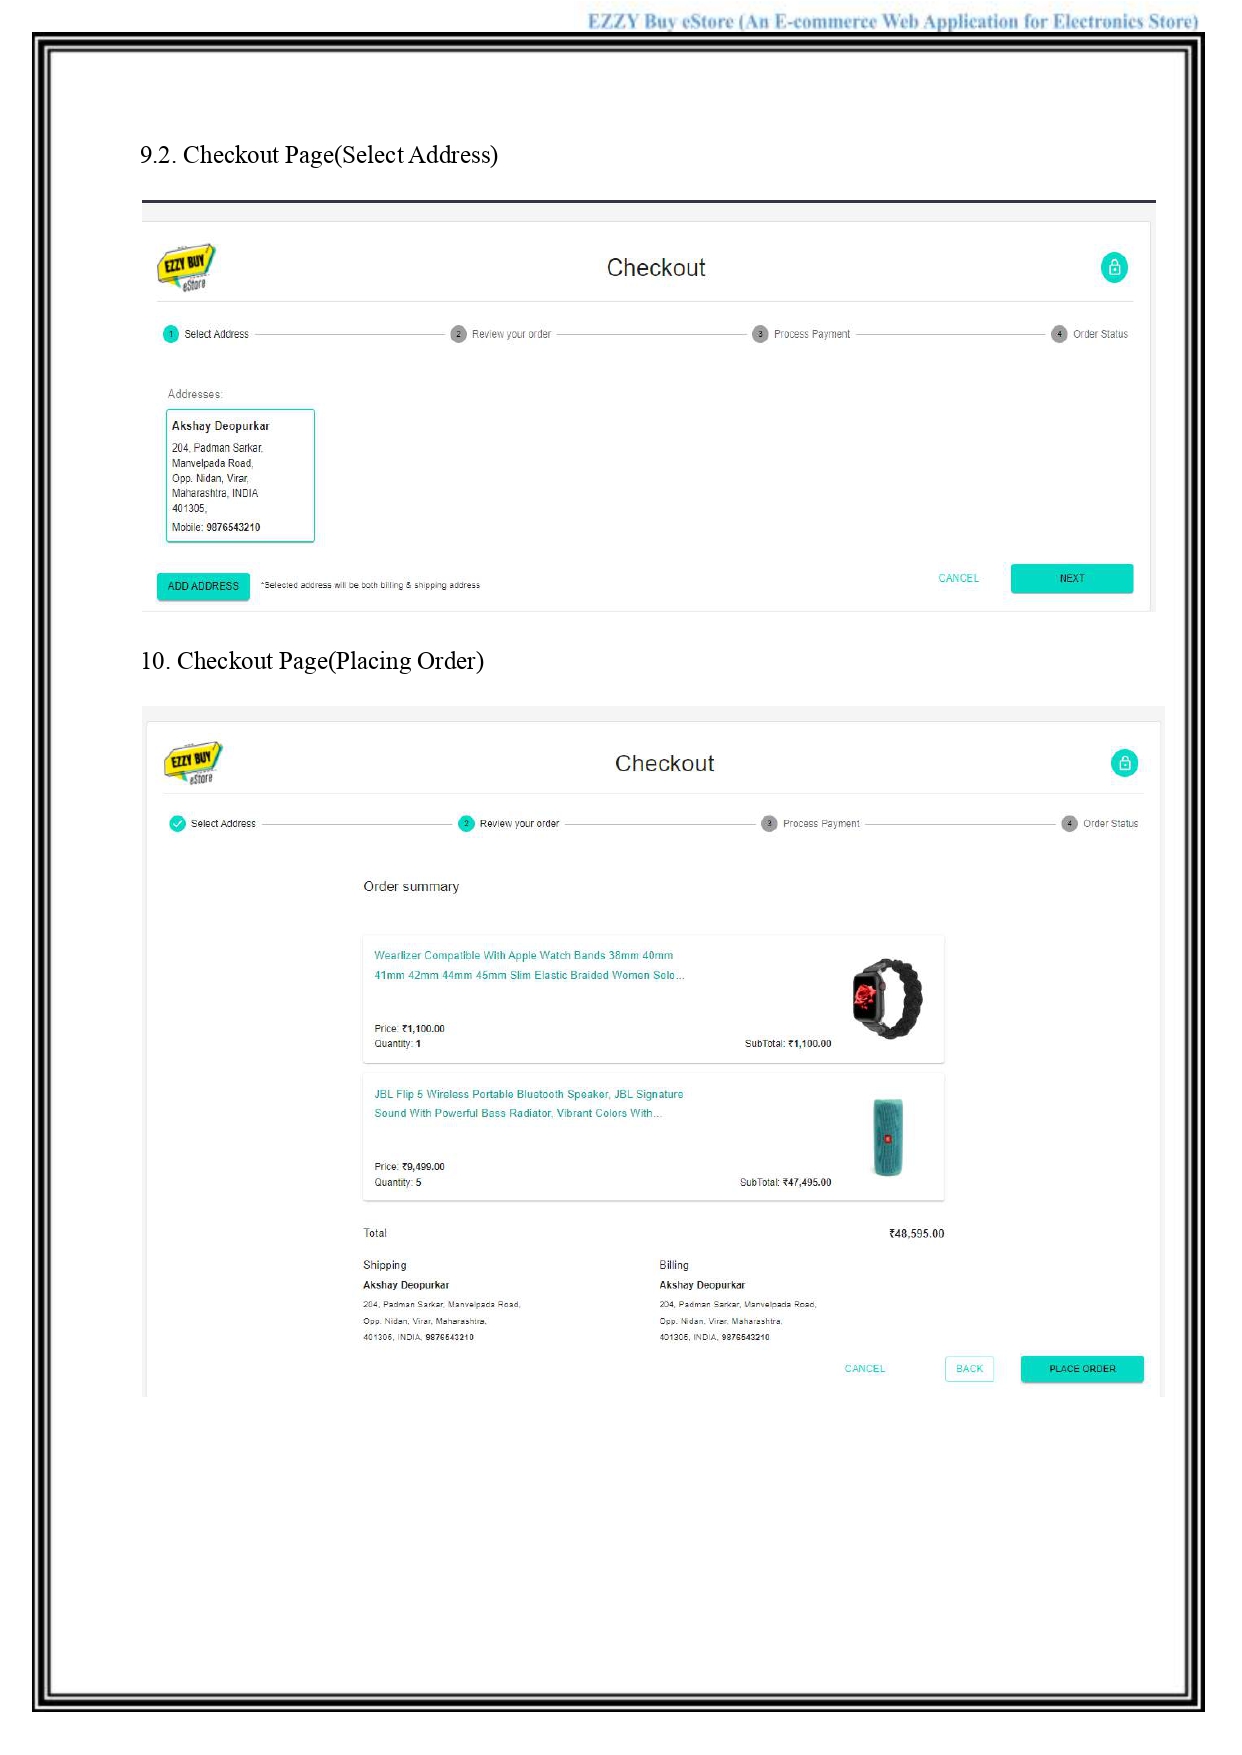 EZZY Buy eStore (An E-commerce Web Application for Electronics Store)
9.2. Checkout Page(Select Address)
EZZY BUY
eStore
Checkout
1 Select Address
2 Review your order
3 Process Payment
4 Order Status
Addresses:
Akshay Deopurkar
204, Padman Sarkar,
Manvelpada Road,
Opp. Nidan, Virar,
Maharashtra, INDIA
401305,
Mobile: 9876543210
ADD ADDRESS
*Selected address will be both billing & shipping address
CANCEL
NEXT
10. Checkout Page(Placing Order)
EZZY BUY
eStore
Checkout
Select Address
2 Review your order
3 Process Payment
4 Order Status
Order summary
Wearlizer Compatible With Apple Watch Bands 38mm 40mm
41mm 42mm 44mm 45mm Slim Elastic Braided Women Solo...
Price: ₹1,100.00
Quantity: 1
SubTotal: ₹1,100.00
JBL Flip 5 Wireless Portable Bluetooth Speaker, JBL Signature
Sound With Powerful Bass Radiator, Vibrant Colors With...
Price: ₹9,499.00
Quantity: 5
SubTotal: ₹47,495.00
Total
₹48,595.00
Shipping
Akshay Deopurkar
204, Padman Sarkar, Manvelpada Road,
Opp. Nidan, Virar, Maharashtra,
401305, INDIA, 9876543210
Billing
Akshay Deopurkar
204, Padman Sarkar, Manvelpada Road,
Opp. Nidan, Virar, Maharashtra,
401305, INDIA, 9876543210
CANCEL
BACK
PLACE ORDER